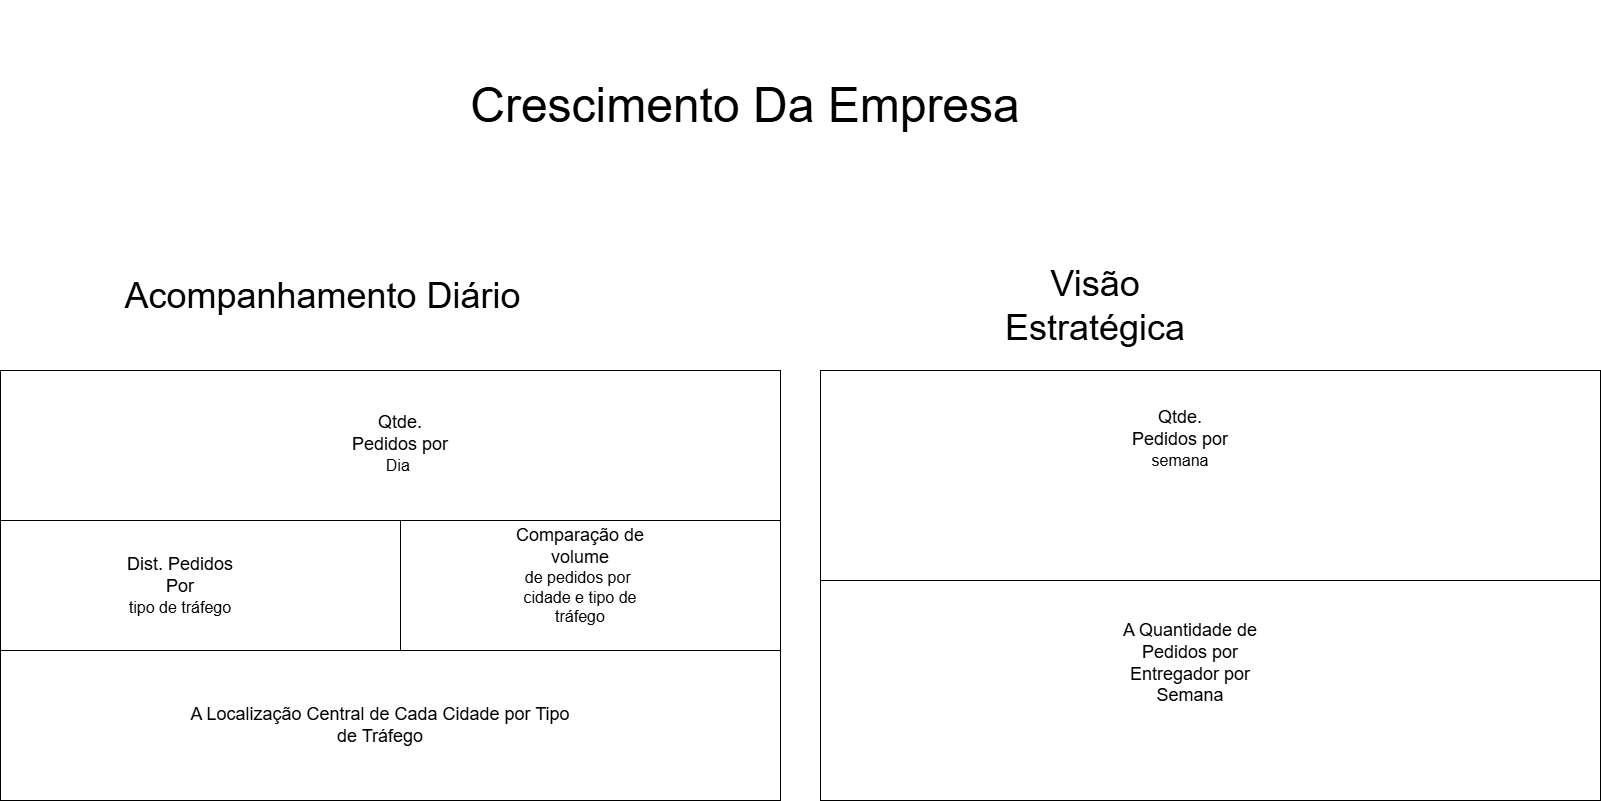 Crescimento Da Empresa
Acompanhamento Diário
Visão
Estratégica
Qtde.
Pedidos por
Dia
Dist. Pedidos
Por
tipo de tráfego
Comparação de
volume
de pedidos por
cidade e tipo de
tráfego
A Localização Central de Cada Cidade por Tipo
de Tráfego
Qtde.
Pedidos por
semana
A Quantidade de
Pedidos por
Entregador por
Semana